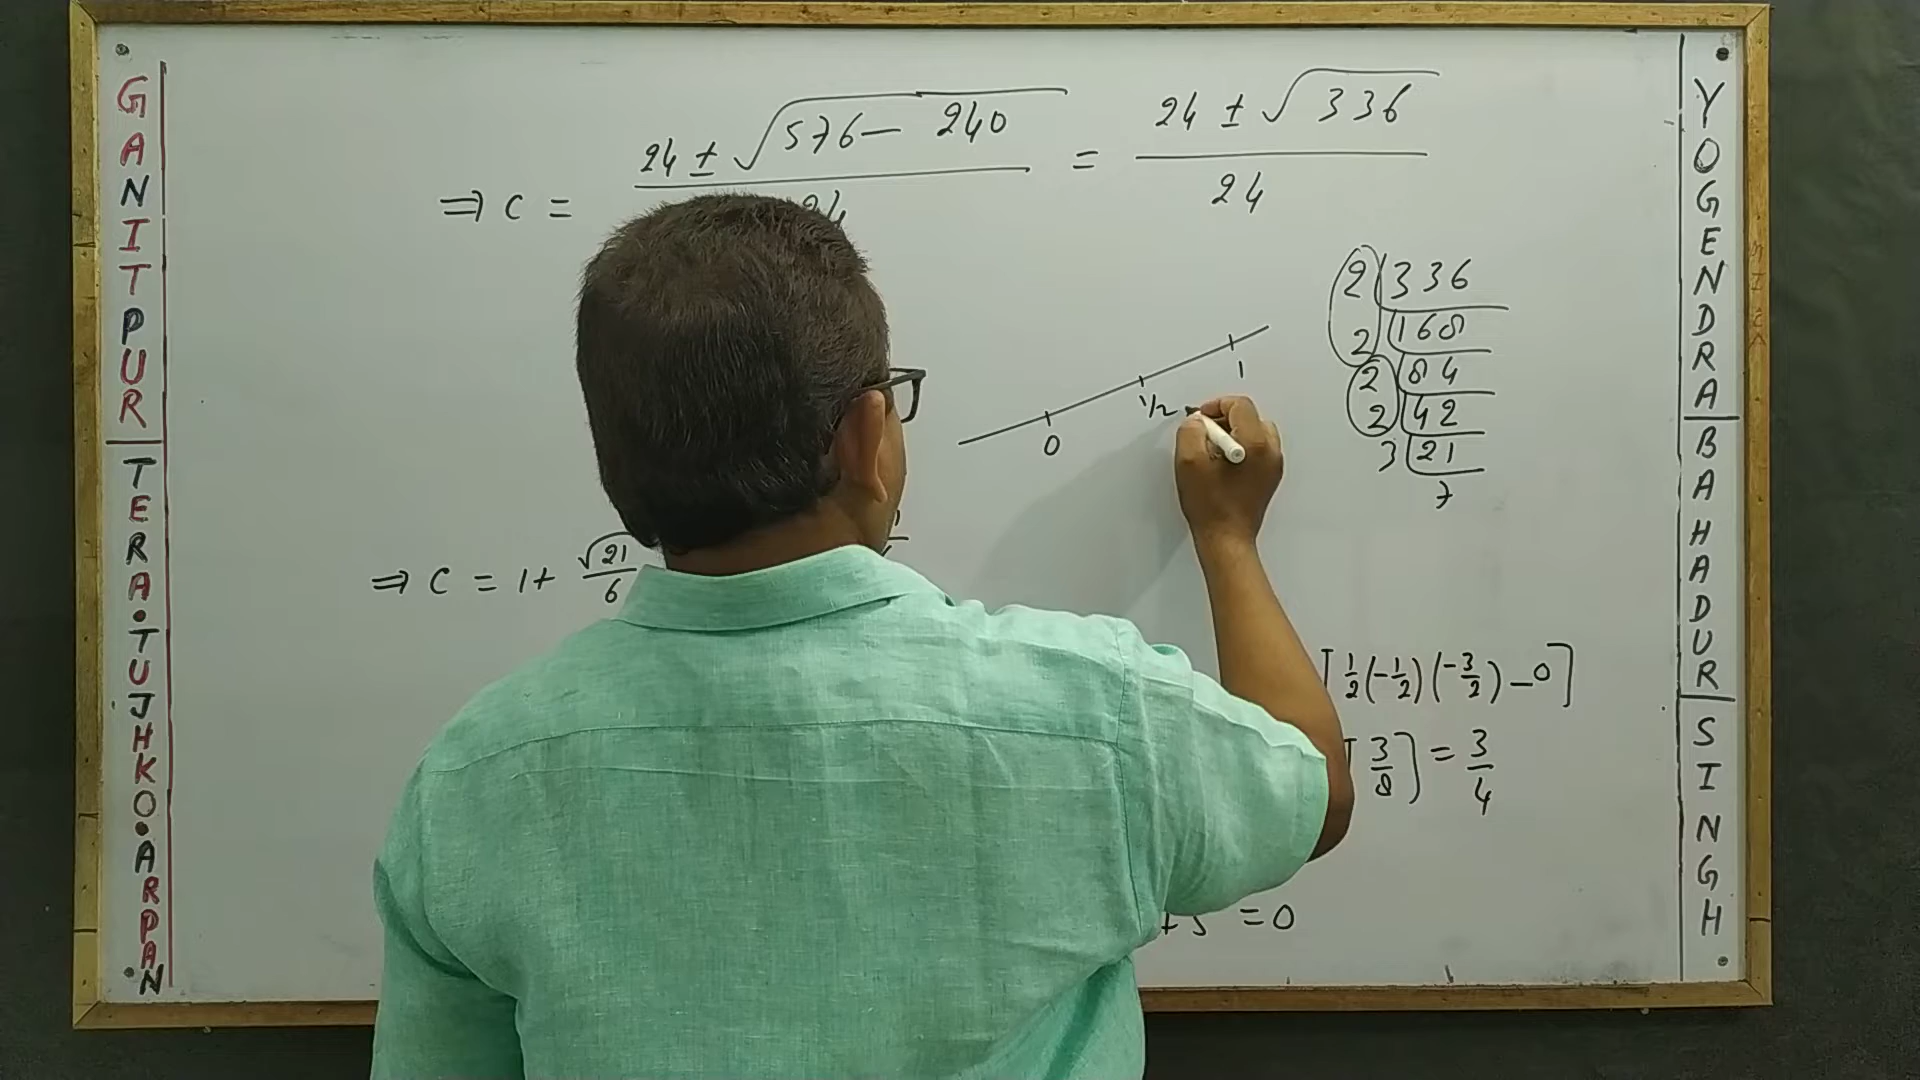 GANITPUR
TERA.TUJHKO.ARPAN
⇒ C = 24 ± √576 - 240 / 24 = 24 ± √336 / 24
2 | 336
2 | 168
2 | 84
2 | 42
3 | 21
7
0 1/2 1
⇒ C = 1 + √21/6
[1/2 (-1/2) (-3/2) - 0]
[3/8] = 3/4
+ 5 = 0
YOGENDRA
BAHADUR
SINGH